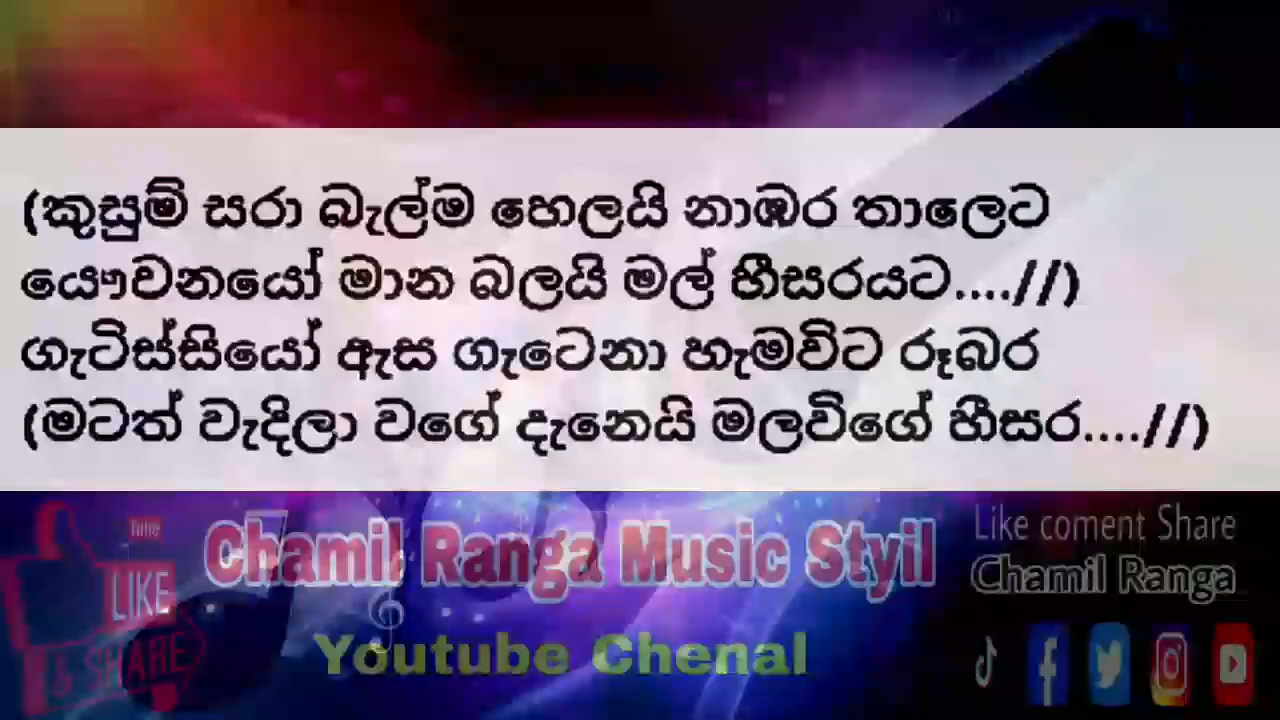 (කුසුම් සරා බැල්ම හෙලයි නාඹර තාලෙට
යෞවනයෝ මාන බලයි මල් හීසරයට....//)
ගැටිස්සියෝ ඇස ගැටෙනා හැමවිට රූබර
(මටත් වැදිලා වගේ දැනෙයි මලවිගේ හීසර....//)
Tube
LIKE
& SHARE
Chamil Ranga Music Styil
Youtube Chenal
Like coment Share
Chamil Ranga